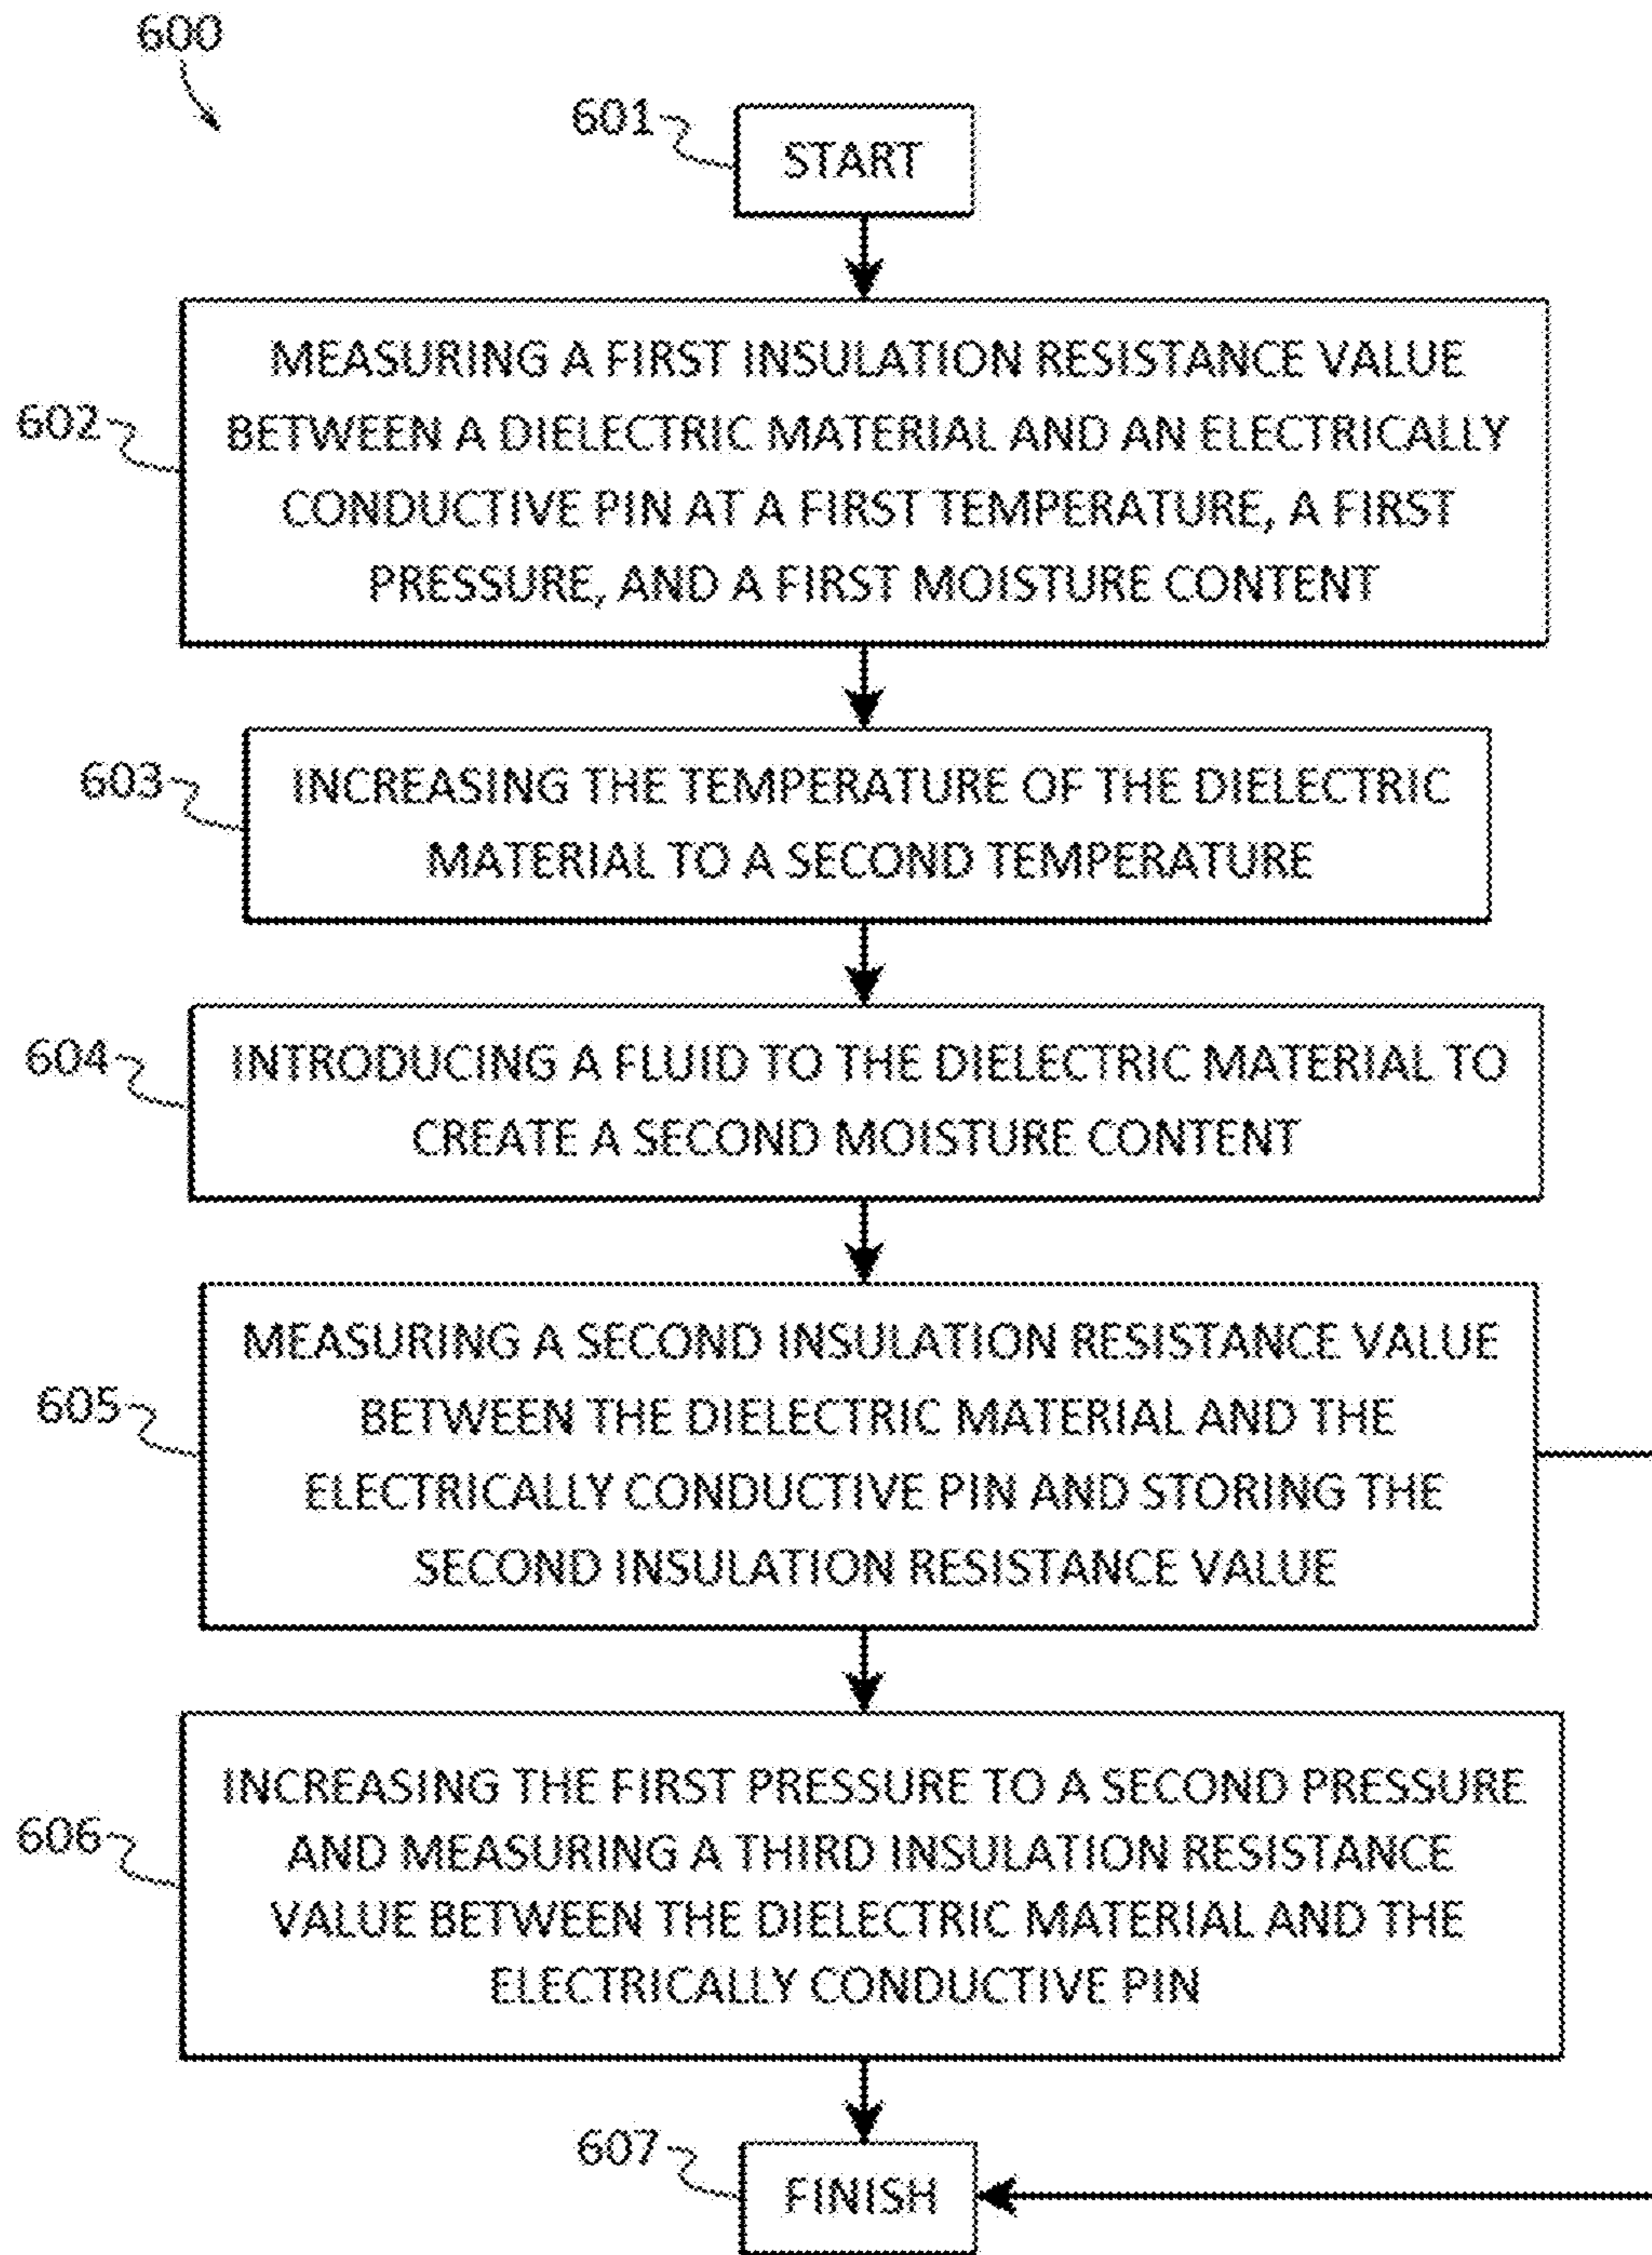 600
601
START
602
MEASURING A FIRST INSULATION RESISTANCE VALUE
BETWEEN A DIELECTRIC MATERIAL AND AN ELECTRICALLY
CONDUCTIVE PIN AT A FIRST TEMPERATURE, A FIRST
PRESSURE, AND A FIRST MOISTURE CONTENT
603
INCREASING THE TEMPERATURE OF THE DIELECTRIC
MATERIAL TO A SECOND TEMPERATURE
604
INTRODUCING A FLUID TO THE DIELECTRIC MATERIAL TO
CREATE A SECOND MOISTURE CONTENT
605
MEASURING A SECOND INSULATION RESISTANCE VALUE
BETWEEN THE DIELECTRIC MATERIAL AND THE
ELECTRICALLY CONDUCTIVE PIN AND STORING THE
SECOND INSULATION RESISTANCE VALUE
606
INCREASING THE FIRST PRESSURE TO A SECOND PRESSURE
AND MEASURING A THIRD INSULATION RESISTANCE
VALUE BETWEEN THE DIELECTRIC MATERIAL AND THE
ELECTRICALLY CONDUCTIVE PIN
607
FINISH